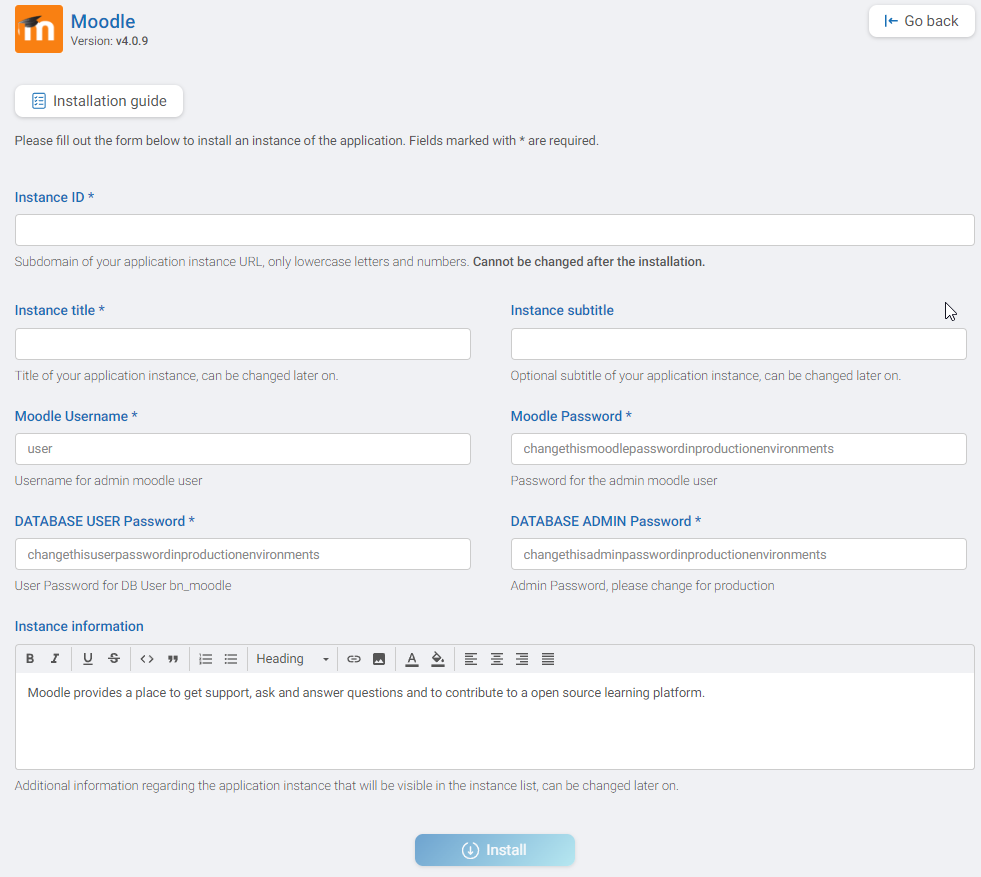 Moodle
Version: v4.0.9
Go back
Installation guide
Please fill out the form below to install an instance of the application. Fields marked with * are required.
Instance ID *
Subdomain of your application instance URL, only lowercase letters and numbers. Cannot be changed after the installation.
Instance title *
Instance subtitle
Title of your application instance, can be changed later on.
Optional subtitle of your application instance, can be changed later on.
Moodle Username *
Moodle Password *
user
changethismoodlepasswordinproductionenvironments
Username for admin moodle user
Password for the admin moodle user
DATABASE USER Password *
DATABASE ADMIN Password *
changethisuserpasswordinproductionenvironments
changethisadminpasswordinproductionenvironments
User Password for DB User bn_moodle
Admin Password, please change for production
Instance information
B I U S Heading A
Moodle provides a place to get support, ask and answer questions and to contribute to a open source learning platform.
Additional information regarding the application instance that will be visible in the instance list, can be changed later on.
Install